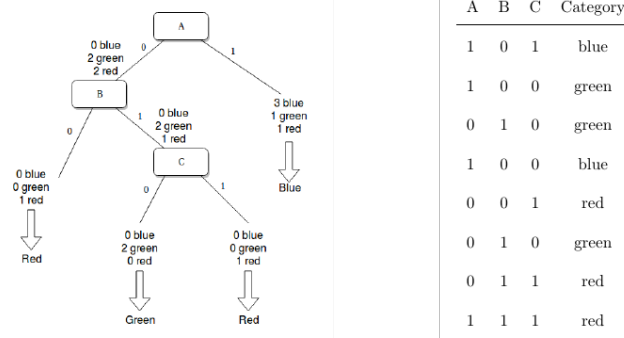 A
0 1
0 blue
2 green
2 red
B
0 1
0 blue
2 green
1 red
3 blue
1 green
1 red
Blue
C
0 1
0 blue
0 green
1 red
Red
0 blue
2 green
0 red
Green
0 blue
0 green
1 red
Red
A B C Category
1 0 1 blue
1 0 0 green
0 1 0 green
1 0 0 blue
0 0 1 red
0 1 0 green
0 1 1 red
1 1 1 red